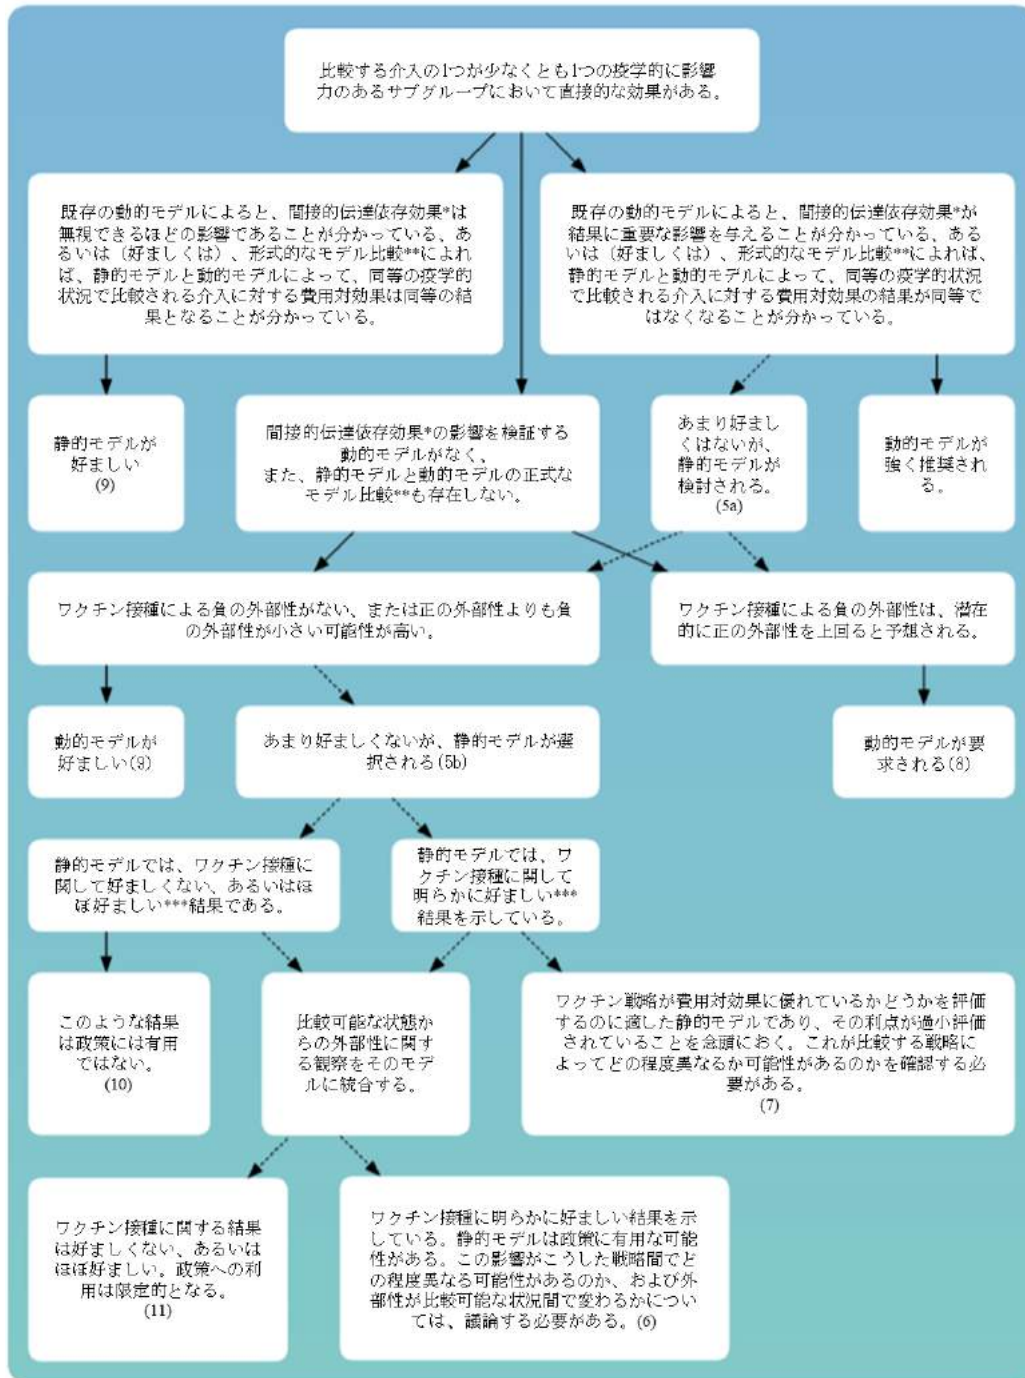 比較する介入の1つが少なくとも1つの疫学的に影響
力のあるサブグループにおいて直接的な効果がある。
既存の動的モデルによると、間接的伝達依存効果*は
無視できるほどの影響であることが分かっている、あ
るいは（好ましくは）、形式的なモデル比較**によれ
ば、静的モデルと動的モデルによって、同等の疫学的
状況で比較される介入に対する費用対効果は同等の結
果となることが分かっている。
既存の動的モデルによると、間接的伝達依存効果*が
結果に重要な影響を与えることが分かっている、ある
いは（好ましくは）、形式的なモデル比較**によれば、
静的モデルと動的モデルによって、同等の疫学的状況
で比較される介入に対する費用対効果の結果が同等で
はなくなることが分かっている。
静的モデルが
好ましい
(9)
間接的伝達依存効果*の影響を検証する
動的モデルがなく、
また、静的モデルと動的モデルの正式な
モデル比較**も存在しない。
あまり好まし
くはないが、
静的モデルが
検討される。
(5a)
動的モデルが
強く推奨され
る。
ワクチン接種による負の外部性がない、または正の外部性よりも負
の外部性が小さい可能性が高い。
ワクチン接種による負の外部性は、潜在
的に正の外部性を上回ると予想される。
動的モデルが
好ましい(9)
あまり好ましくないが、静的モデルが選
択される(5b)
動的モデルが要
求される(8)
静的モデルでは、ワクチン接種に
関して好ましくない、あるいはほ
ぼ好ましい***結果である。
静的モデルでは、ワ
クチン接種に関して
明らかに好ましい***
結果を示している。
このような結果
は政策には有用
ではない。
(10)
比較可能な状態か
らの外部性に関す
る観察をそのモデ
ルに統合する。
ワクチン戦略が費用対効果に優れているかどうかを評価
するのに適した静的モデルであり、その利点が過小評価
されていることを念頭におく。これが比較する戦略に
よってどの程度異なるか可能性があるのかを確認する必
要がある。
(7)
ワクチン接種に関する結果
は好ましくない、あるいは
ほぼ好ましい。政策への利
用は限定的となる。
(11)
ワクチン接種に明らかに好ましい結果を示
している。静的モデルは政策に有用な可能
性がある。この影響がこうした戦略間でど
の程度異なる可能性があるのか、および外
部性が比較可能な状況間で変わるかについ
ては、議論する必要がある。(6)